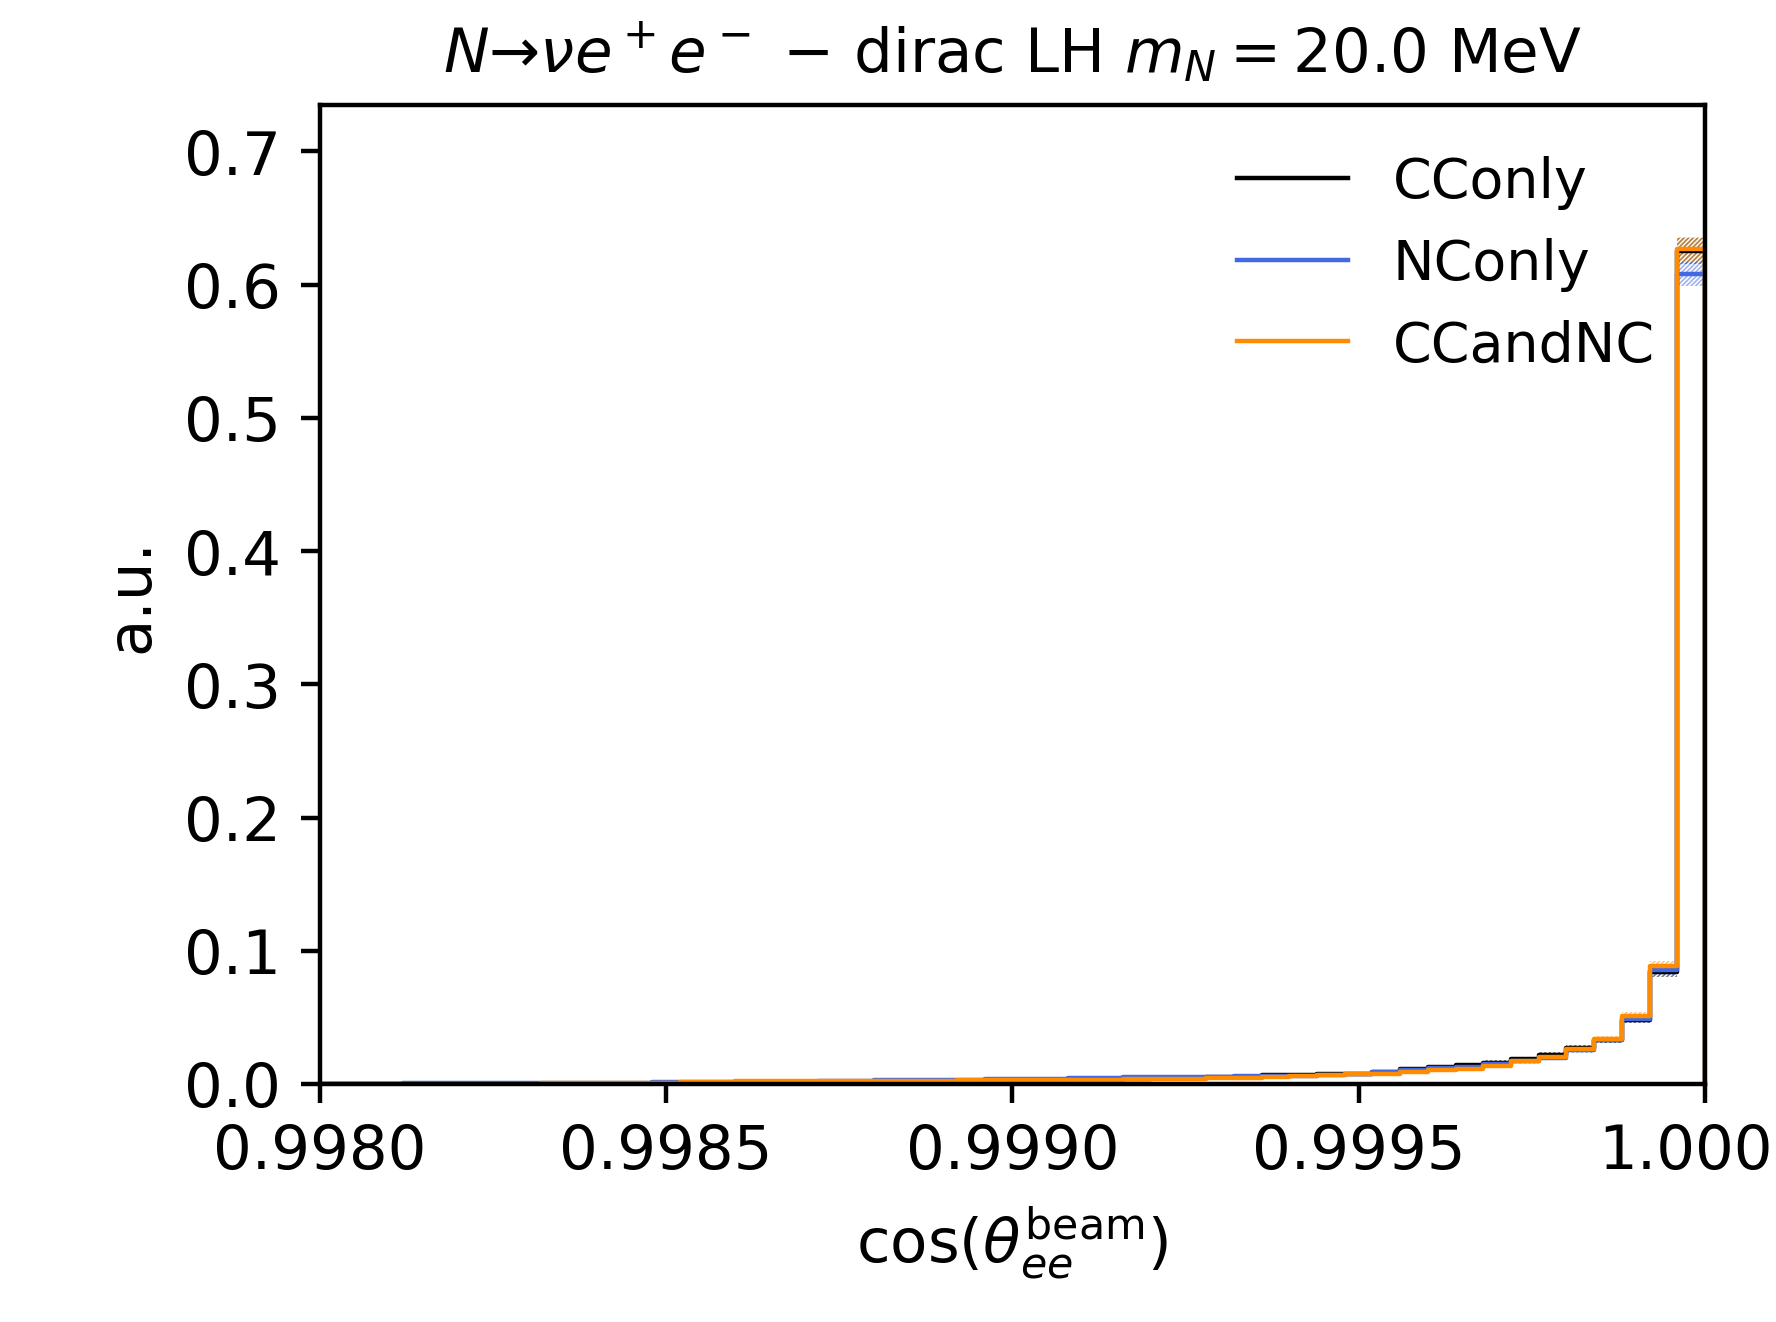 N→νe⁺e⁻ − dirac LH m_N = 20.0 MeV
CConly
NConly
CCandNC
0.7
0.6
0.5
0.4
0.3
0.2
0.1
0.0
a.u.
0.9980 0.9985 0.9990 0.9995 1.000
cos(θ_ee^beam)